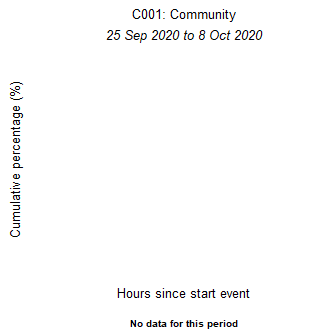 C001: Community
25 Sep 2020 to 8 Oct 2020
Cumulative percentage (%)
Hours since start event
No data for this period